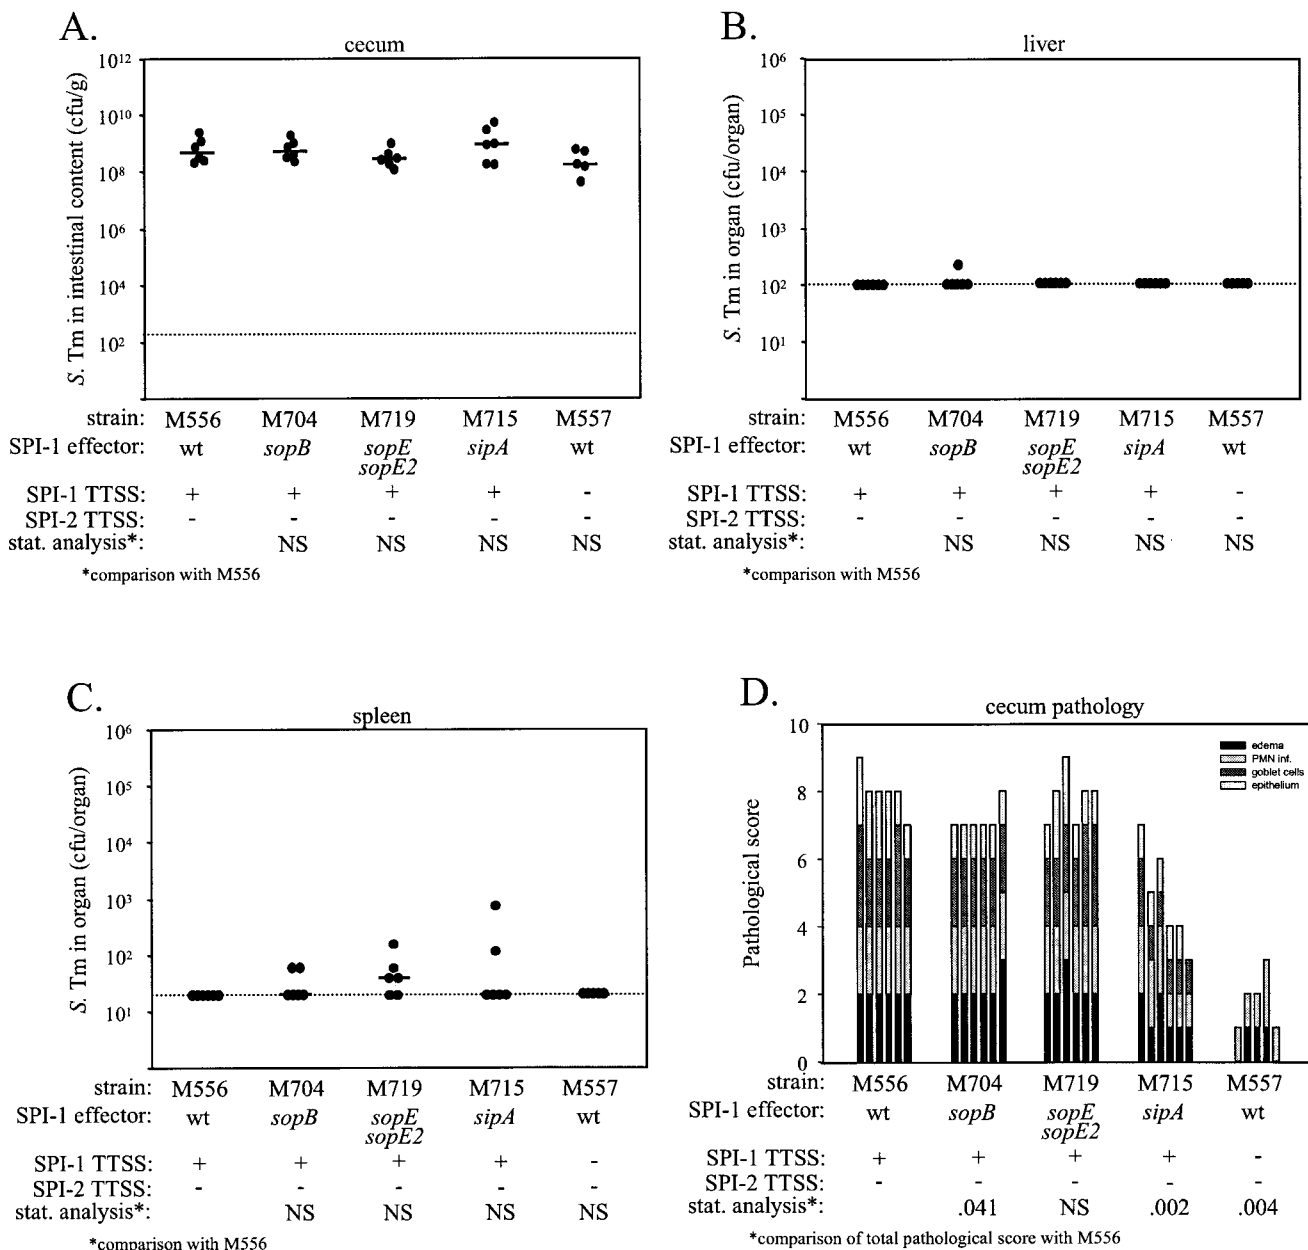 A.
cecum
S. Tm in intestinal content (cfu/g)
10¹²
10¹⁰
10⁸
10⁶
10⁴
10²
strain: M556 M704 M719 M715 M557
SPI-1 effector: wt sopB sopE sipA wt
sopE2
SPI-1 TTSS: + + + + -
SPI-2 TTSS: - - - - -
stat. analysis*: NS NS NS NS
*comparison with M556
B.
liver
S. Tm in organ (cfu/organ)
10⁶
10⁵
10⁴
10³
10²
10¹
strain: M556 M704 M719 M715 M557
SPI-1 effector: wt sopB sopE sipA wt
sopE2
SPI-1 TTSS: + + + + -
SPI-2 TTSS: - - - - -
stat. analysis*: NS NS NS NS
*comparison with M556
C.
spleen
S. Tm in organ (cfu/organ)
10⁶
10⁵
10⁴
10³
10²
10¹
strain: M556 M704 M719 M715 M557
SPI-1 effector: wt sopB sopE sipA wt
sopE2
SPI-1 TTSS: + + + + -
SPI-2 TTSS: - - - - -
stat. analysis*: NS NS NS NS
*comparison with M556
D.
cecum pathology
Pathological score
10
8
6
4
2
0
edema
PMN inf.
goblet cells
epithelium
strain: M556 M704 M719 M715 M557
SPI-1 effector: wt sopB sopE sipA wt
sopE2
SPI-1 TTSS: + + + + -
SPI-2 TTSS: - - - - -
stat. analysis*: .041 NS .002 .004
*comparison of total pathological score with M556